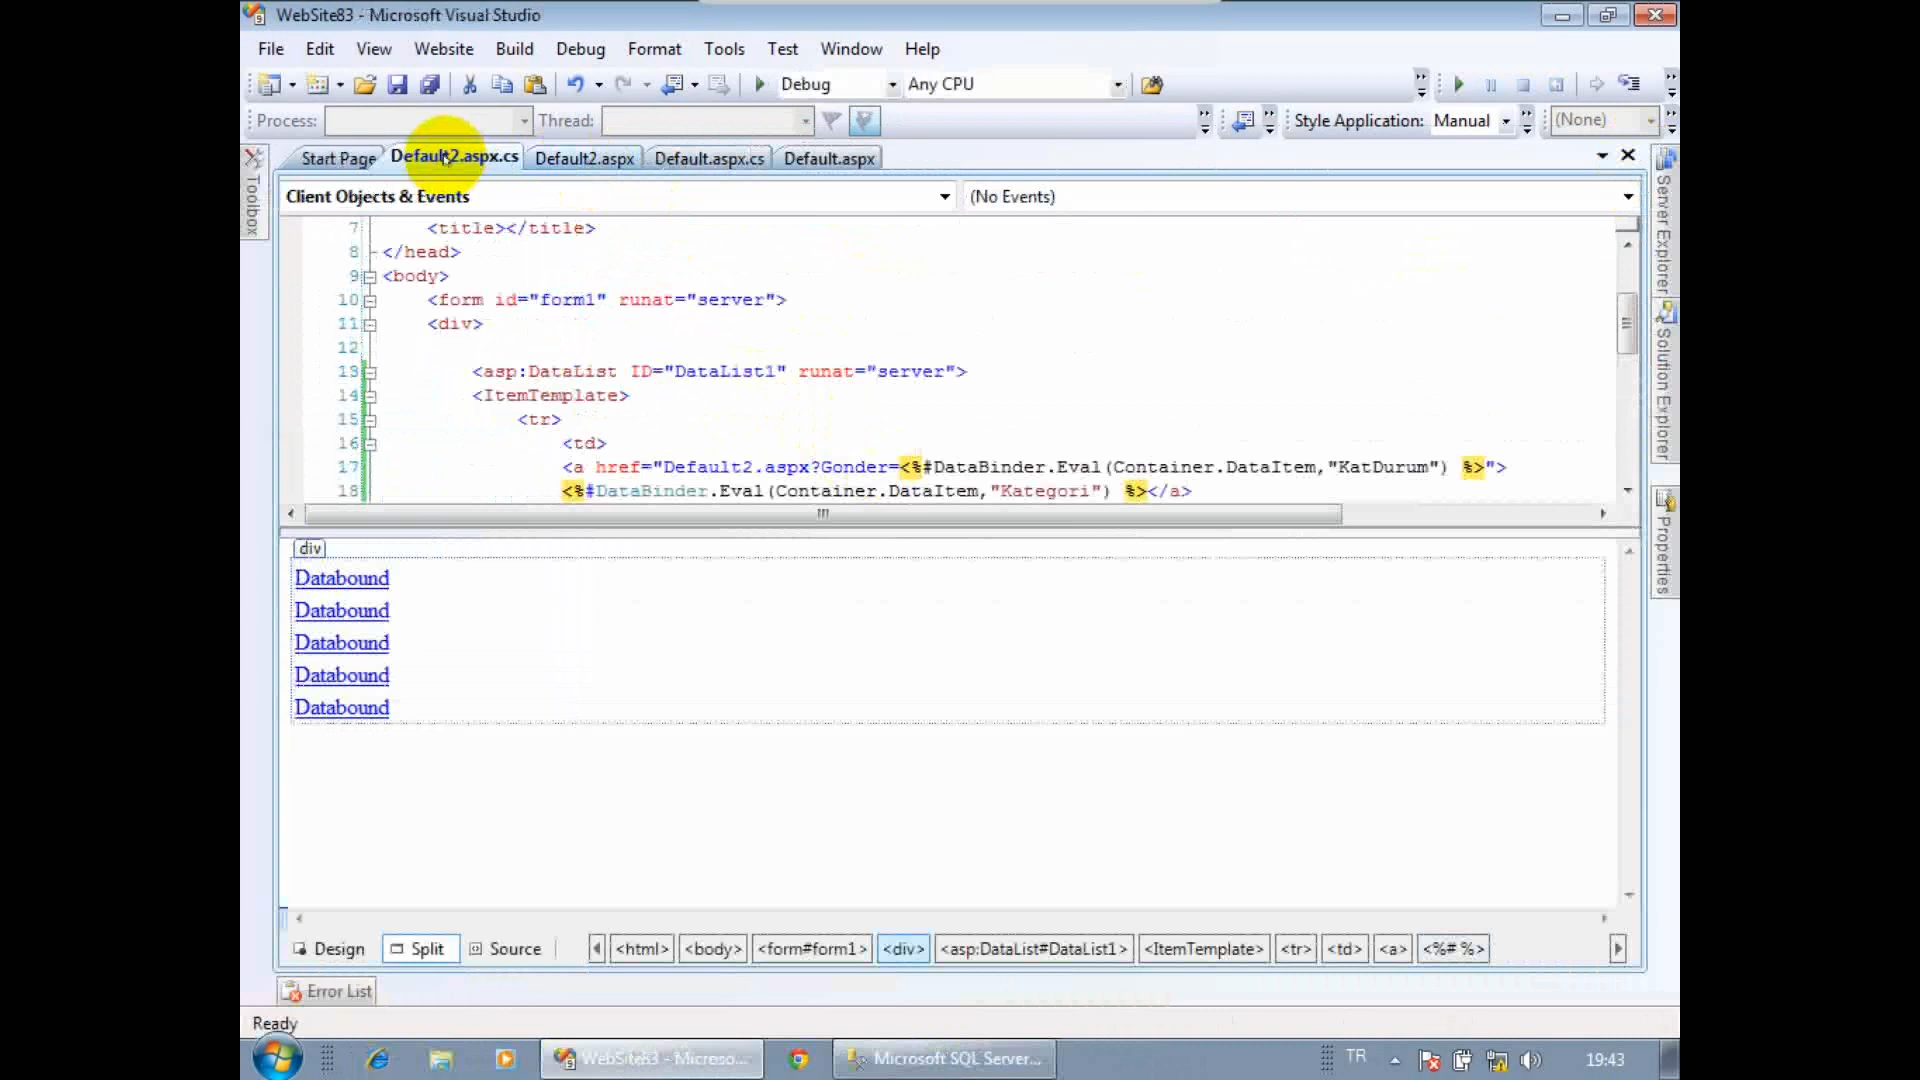 WebSite83 - Microsoft Visual Studio
File Edit View Website Build Debug Format Tools Test Window Help
Debug Any CPU
Process: Thread: Style Application: Manual (None)
Start Page Default2.aspx.cs Default2.aspx Default.aspx.cs Default.aspx
Toolbox
Server Explorer
Solution Explorer
Properties
Client Objects & Events (No Events)
7 <title></title>
8 </head>
9 <body>
10 <form id="form1" runat="server">
11 <div>
12
13 <asp:DataList ID="DataList1" runat="server">
14 <ItemTemplate>
15 <tr>
16 <td>
17 <a href="Default2.aspx?Gonder=<%#DataBinder.Eval(Container.DataItem,"KatDurum") %>">
18 <%#DataBinder.Eval(Container.DataItem,"Kategori") %></a>
div
Databound
Databound
Databound
Databound
Databound
Design Split Source <html> <body> <form#form1> <div> <asp:DataList#DataList1> <ItemTemplate> <tr> <td> <a> <%# %>
Error List
Ready
WebSite83 - Microso... Microsoft SQL Server... TR 19:43